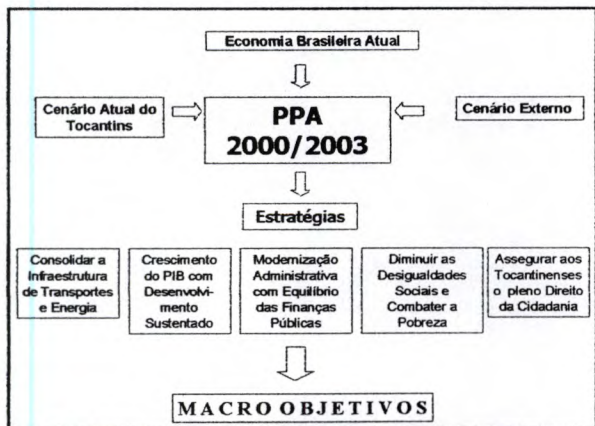 Economia Brasileira Atual
Cenário Atual do
Tocantins
PPA
2000/2003
Cenário Externo
Estratégias
Consolidar a
Infraestrutura
de Transportes
e Energia
Crescimento
do PIB com
Desenvolvi-
mento
Sustentado
Modernização
Administrativa
com Equilíbrio
das Finanças
Públicas
Diminuir as
Desigualdades
Sociais e
Combater a
Pobreza
Assegurar aos
Tocantinenses
o pleno Direito
da Cidadania
MACRO OBJETIVOS